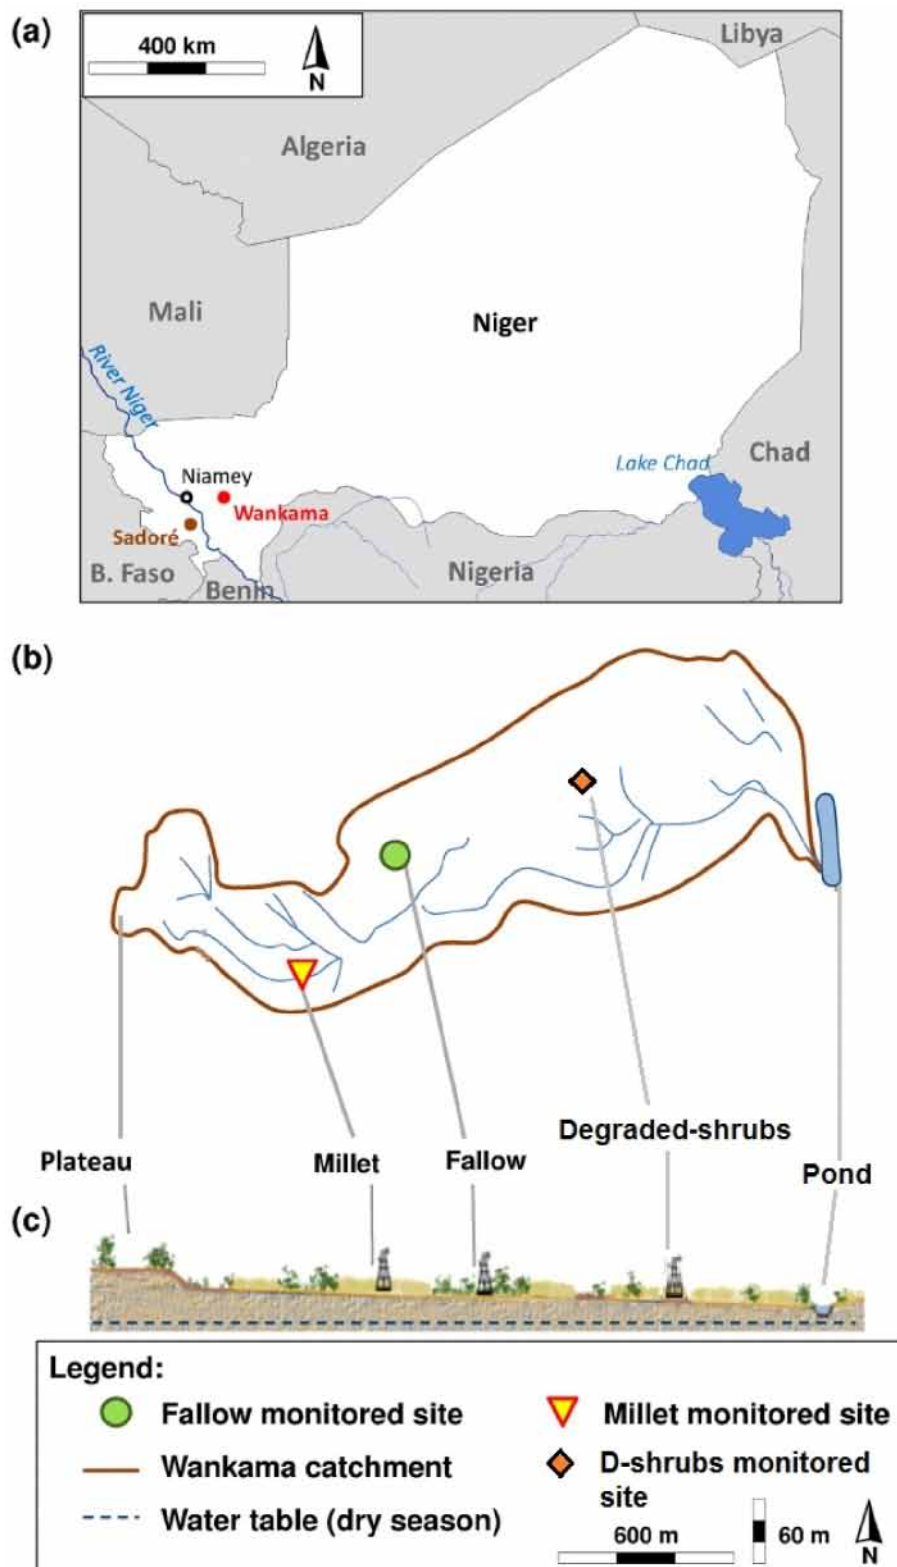 (a)
400 km
N
Libya
Algeria
Mali
Niger
River Niger
Chad
Lake Chad
Niamey
Wankama
Sadoré
B. Faso
Nigeria
Benin
(b)
Degraded-shrubs
Plateau
Millet
Fallow
Pond
(c)
Legend:
Fallow monitored site
Millet monitored site
Wankama catchment
D-shrubs monitored
site
Water table (dry season)
600 m
60 m
N